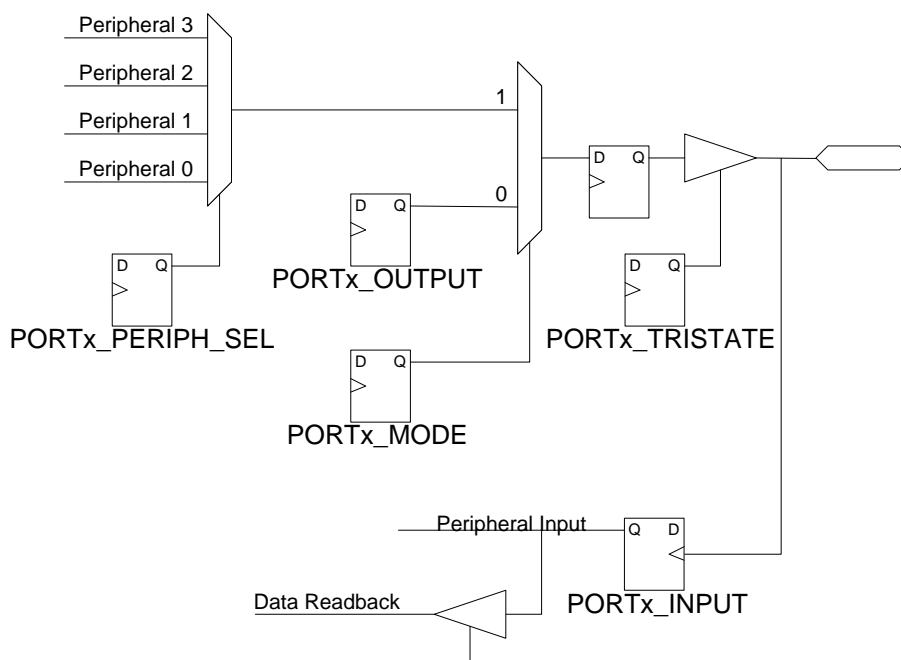 Peripheral 3
Peripheral 2
Peripheral 1
Peripheral 0
1
0
D Q
D Q
PORTx_OUTPUT
D Q
PORTx_PERIPH_SEL
D Q
PORTx_TRISTATE
D Q
PORTx_MODE
Peripheral Input
Q D
PORTx_INPUT
Data Readback